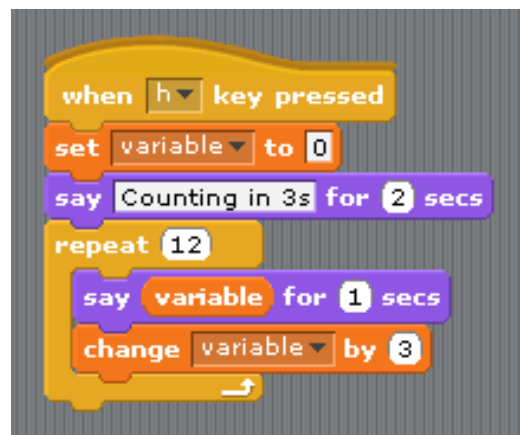 when h key pressed
set variable to 0
say Counting in 3s for 2 secs
repeat 12
say variable for 1 secs
change variable by 3